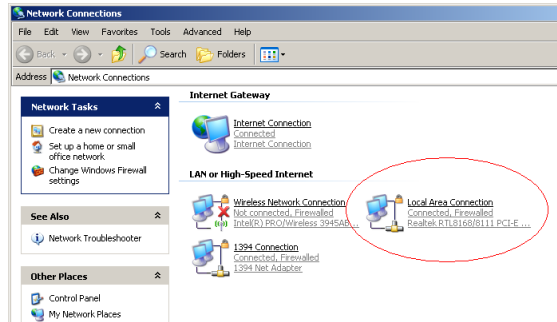 Network Connections
File Edit View Favorites Tools Advanced Help
Back Search Folders
Address Network Connections
Network Tasks
Create a new connection
Set up a home or small
office network
Change Windows Firewall
settings
See Also
Network Troubleshooter
Other Places
Control Panel
My Network Places
Internet Gateway
Internet Connection
Connected
Internet Connection
LAN or High-Speed Internet
Wireless Network Connection
Not connected, Firewalled
Intel(R) PRO/Wireless 3945AB...
Local Area Connection
Connected, Firewalled
Realtek RTL8168/8111 PCI-E ...
1394 Connection
Connected, Firewalled
1394 Net Adapter